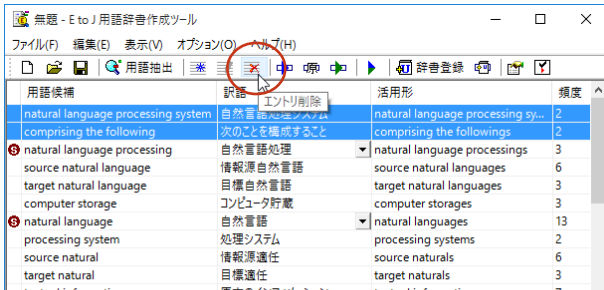 無題 - E to J 用語辞書作成ツール
ファイル(F) 編集(E) 表示(V) オプション(O) ヘルプ(H)
用語抽出 辞書登録
エントリ削除
用語候補 訳語 活用形 頻度
natural language processing system 自然言語処理システム natural language processing sy... 2
comprising the following 次のことを構成すること comprising the followings 2
natural language processing 自然言語処理 natural language processings 3
source natural language 情報源自然言語 source natural languages 6
target natural language 目標自然言語 target natural languages 3
computer storage コンピュータ貯蔵 computer storages 3
natural language 自然言語 natural languages 13
processing system 処理システム processing systems 2
source natural 情報源適任 source naturals 6
target natural 目標適任 target naturals 3